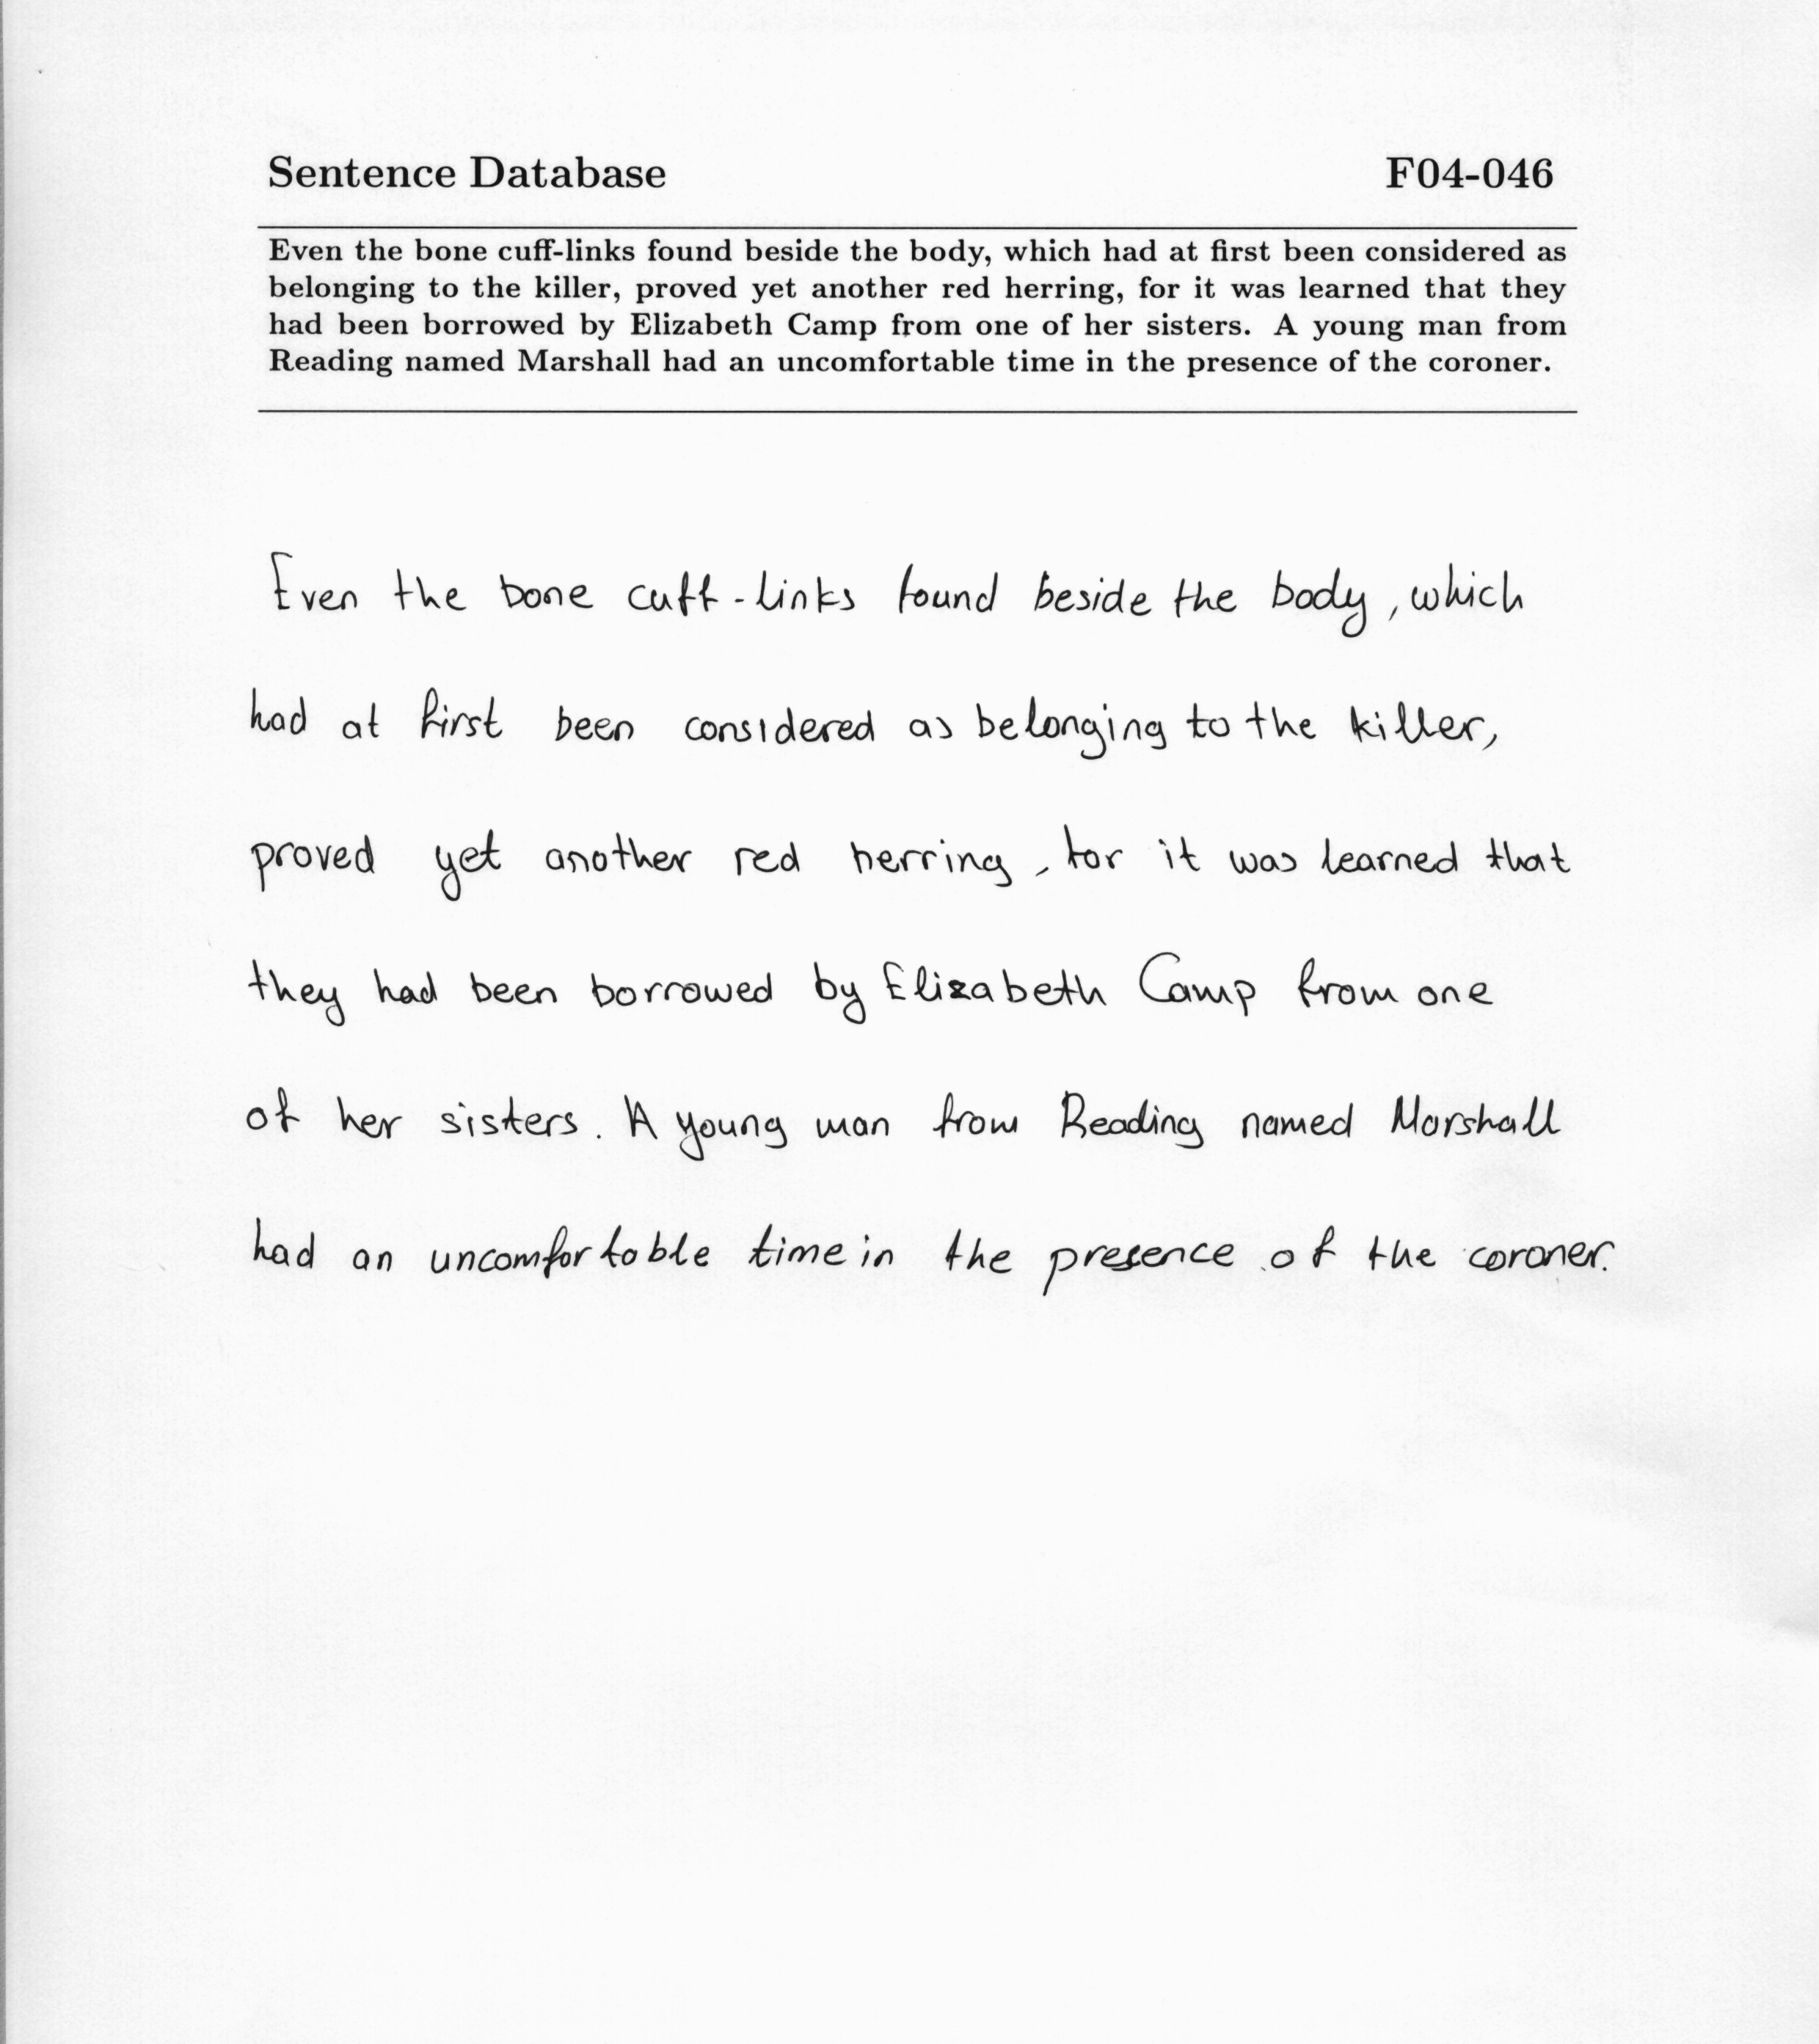 Sentence Database F04-046
Even the bone cuff-links found beside the body, which had at first been considered as
belonging to the killer, proved yet another red herring, for it was learned that they
had been borrowed by Elizabeth Camp from one of her sisters. A young man from
Reading named Marshall had an uncomfortable time in the presence of the coroner.
Even the bone cuff-links found beside the body, which
had at first been considered as belonging to the killer,
proved yet another red herring, for it was learned that
they had been borrowed by Elizabeth Camp from one
of her sisters. A young man from Reading named Marshall
had an uncomfortable time in the presence of the coroner.